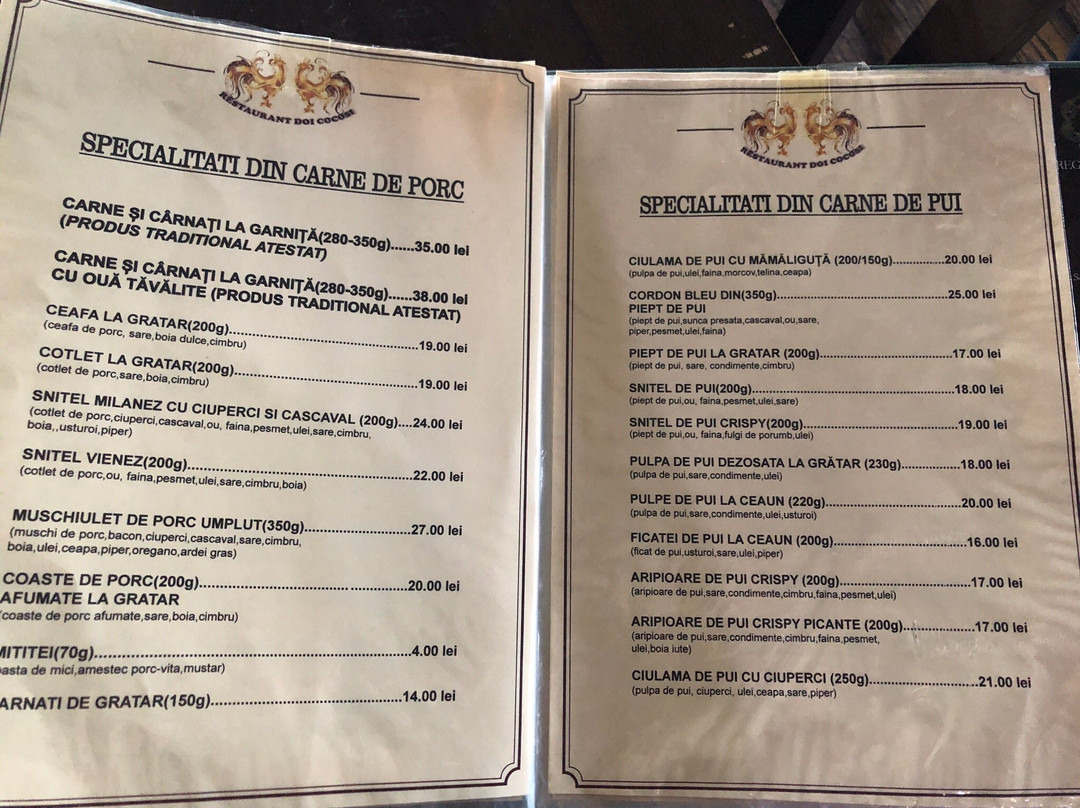 RESTAURANT DOI COCOSI
SPECIALITATI DIN CARNE DE PORC
CARNE ȘI CÂRNAȚI LA GARNIȚĂ(280-350g)......35.00 lei
(PRODUS TRADITIONAL ATESTAT)
CARNE ȘI CÂRNAȚI LA GARNIȚĂ(280-350g)......38.00 lei
CU OUĂ TĂVĂLITE (PRODUS TRADITIONAL ATESTAT)
CEAFA LA GRATAR(200g)..........................................19.00 lei
(ceafa de porc, sare,boia dulce,cimbru)
COTLET LA GRATAR(200g)........................................19.00 lei
(cotlet de porc,sare,boia,cimbru)
SNITEL MILANEZ CU CIUPERCI SI CASCAVAL (200g)....24.00 lei
(cotlet de porc,ciuperci,cascaval,ou, faina,pesmet,ulei,sare,cimbru,
boia,,usturoi,piper)
SNITEL VIENEZ(200g)..................................................22.00 lei
(cotlet de porc,ou, faina,pesmet,ulei,sare,cimbru,boia)
MUSCHIULET DE PORC UMPLUT(350g).......................27.00 lei
(muschi de porc,bacon,ciuperci,cascaval,sare,cimbru,
boia,ulei,ceapa,piper,oregano,ardei gras)
COASTE DE PORC(200g)................................ ..............20.00 lei
AFUMATE LA GRATAR
(coaste de porc afumate,sare,boia,cimbru)
MITITEI(70g)....................................................................4.00 lei
pasta de mici,amestec porc-vita,mustar)
ARNATI DE GRATAR(150g)..........................................14.00 lei
RESTAURANT DOI COCOSI
SPECIALITATI DIN CARNE DE PUI
CIULAMA DE PUI CU MĂMĂLIGUȚĂ (200/150g)..............20.00 lei
(pulpa de pui,ulei,faina,morcov,telina,ceapa)
CORDON BLEU DIN(350g)..............................................25.00 lei
PIEPT DE PUI
(piept de pui,sunca presata,cascaval,ou,sare,
piper,pesmet,ulei,faina)
PIEPT DE PUI LA GRATAR (200g)...................................17.00 lei
(piept de pui, sare, condimente,cimbru)
SNITEL DE PUI(200g).....................................................18.00 lei
(piept de pui,ou, faina,pesmet,ulei,sare)
SNITEL DE PUI CRISPY(200g).........................................19.00 lei
(piept de pui,ou, faina,fulgi de porumb,ulei)
PULPA DE PUI DEZOSATA LA GRĂTAR (230g)...............18.00 lei
(pulpa de pui,sare,condimente,ulei)
PULPE DE PUI LA CEAUN (220g)....................................20.00 lei
(pulpa de pui,sare,condimente,ulei,usturoi)
FICATEI DE PUI LA CEAUN (200g)...................................16.00 lei
(ficat de pui,usturoi,sare,ulei,piper)
ARIPIOARE DE PUI CRISPY (200g)..................................17.00 lei
(aripioare de pui,sare,condimente,cimbru,faina,pesmet,ulei)
ARIPIOARE DE PUI CRISPY PICANTE (200g)...................17.00 lei
(aripioare de pui,sare,condimente,cimbru,faina,pesmet,
ulei,boia iute)
CIULAMA DE PUI CU CIUPERCI (250g)............................21.00 lei
(pulpa de pui, ciuperci, ulei,ceapa,sare,piper)